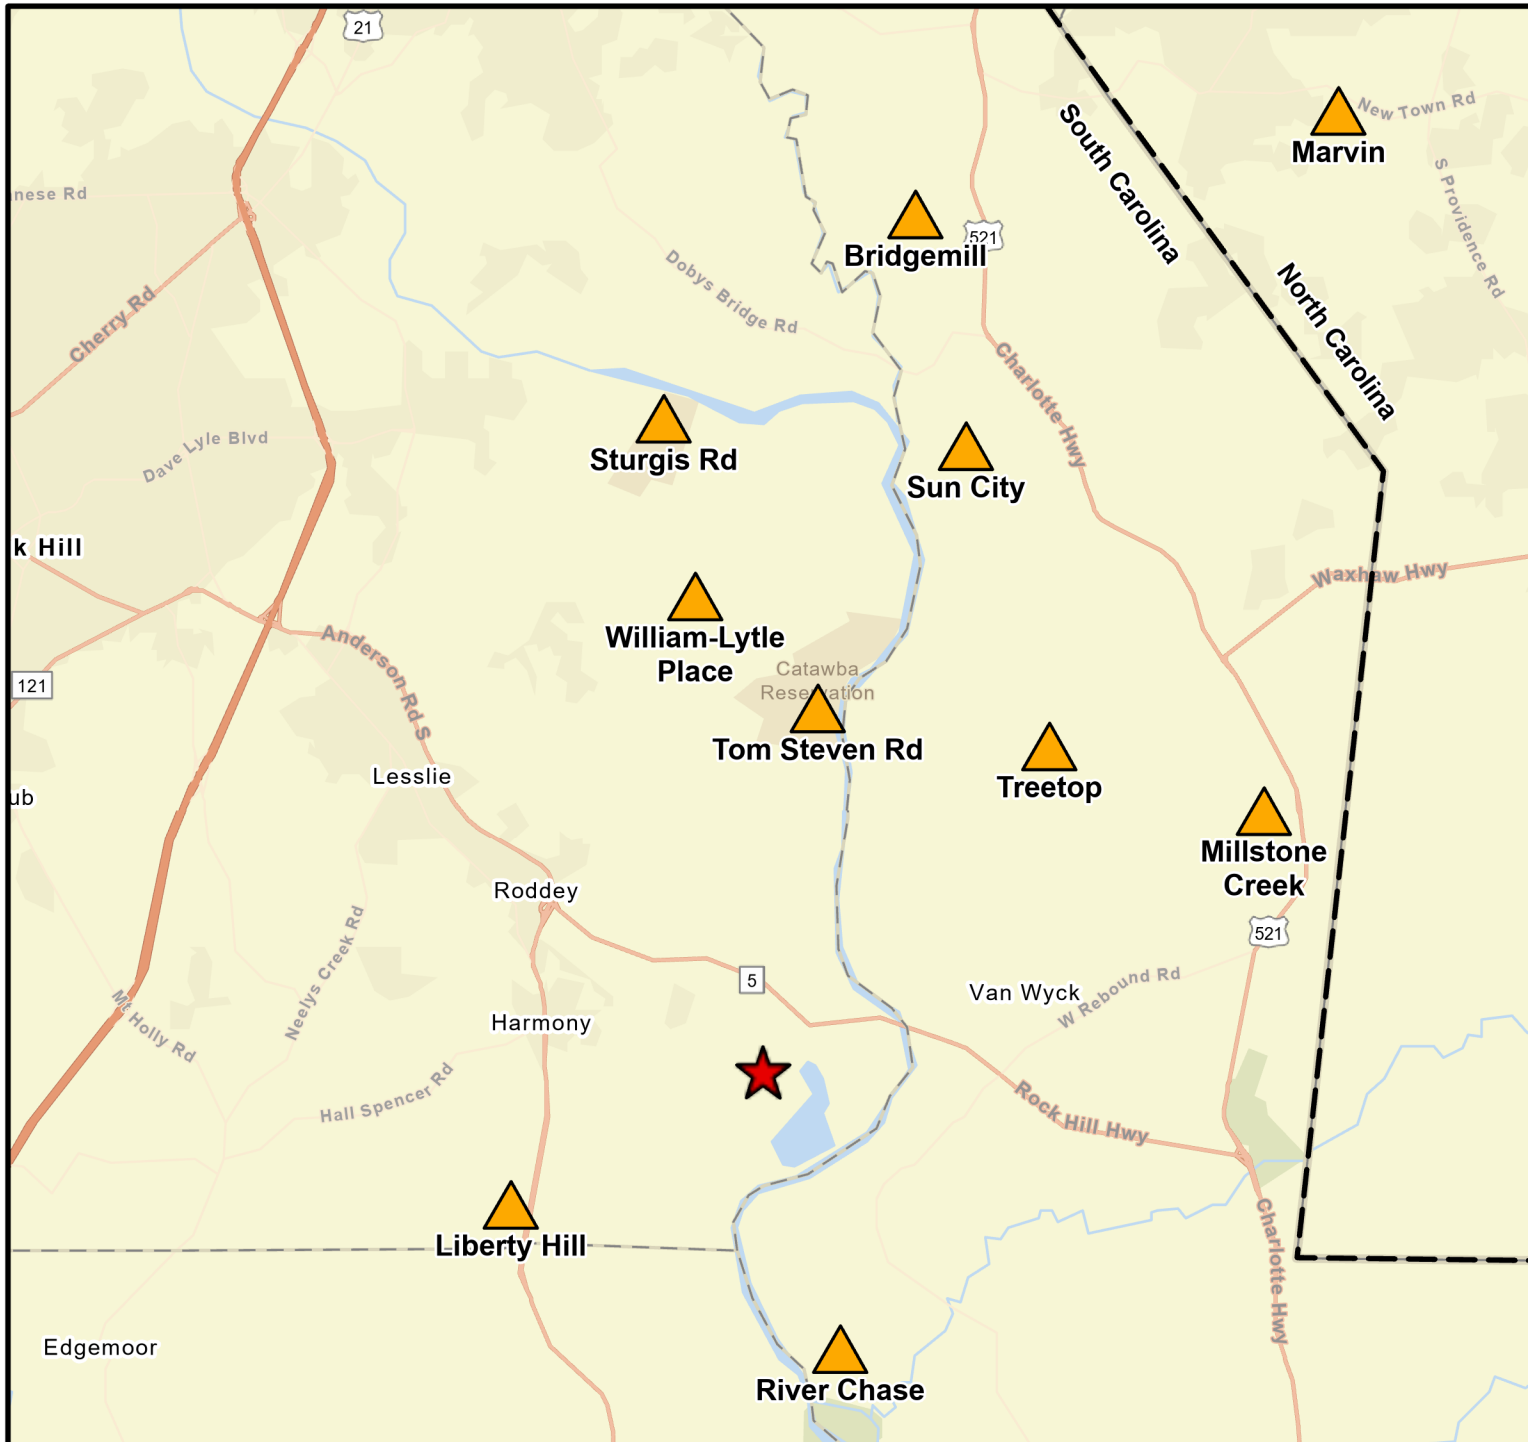 21
New Town Rd
Marvin
South Carolina
S Providence Rd
nese Rd
Bridgemill
521
Dobys Bridge Rd
North Carolina
Cherry Rd
Charlotte Hwy
Dave Lyle Blvd
Sturgis Rd
Sun City
k Hill
Waxhaw Hwy
Anderson Rd S
William-Lytle
Place
Catawba
Reservation
121
Tom Steven Rd
Lesslie
Treetop
ub
Millstone
Creek
Roddey
521
Neelys Creek Rd
5
Van Wyck
W Rebound Rd
Mt Holly Rd
Harmony
Hall Spencer Rd
Rock Hill Hwy
Liberty Hill
Charlotte Hwy
Edgemoor
River Chase